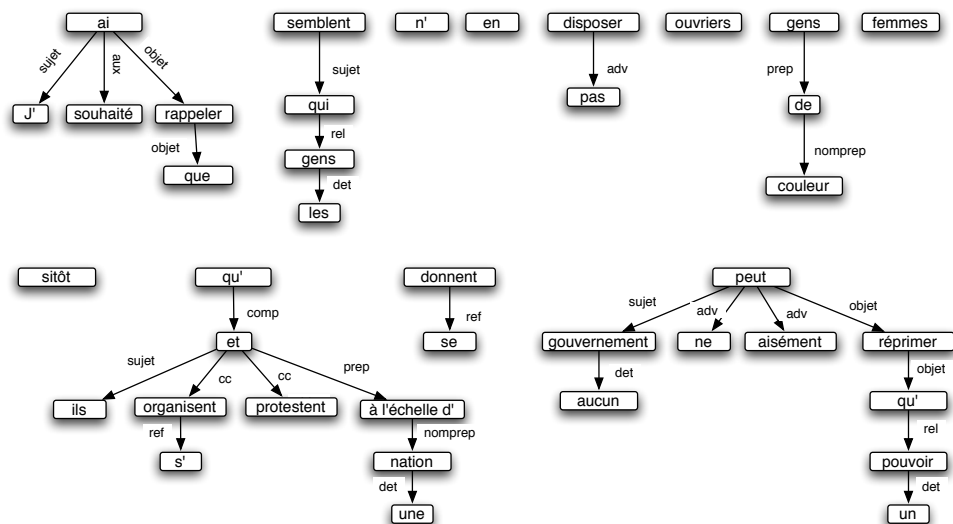 ai semblent n' en disposer ouvriers gens femmes
sujet aux objet sujet adv prep
J' souhaité rappeler qui pas de
objet rel
que gens nomprep
det couleur
les
sitôt qu' donnent peut
comp ref sujet adv adv objet
et se gouvernement ne aisément réprimer
sujet cc cc prep det objet
ils organisent protestent à l'échelle d' aucun qu'
ref nomprep rel
s' nation pouvoir
det det
une un